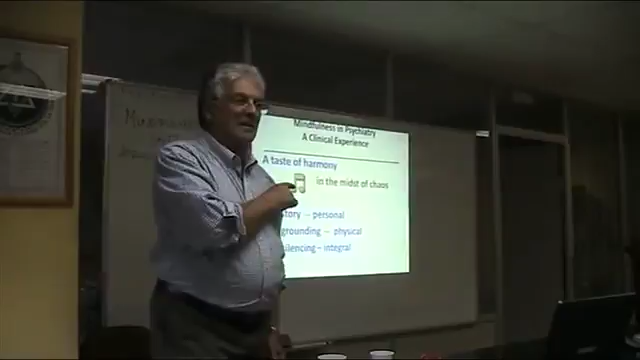 Mindfulness in Psychiatry
A Clinical Experience
A taste of harmony
in the midst of chaos
story -- personal
grounding -- physical
silencing – integral